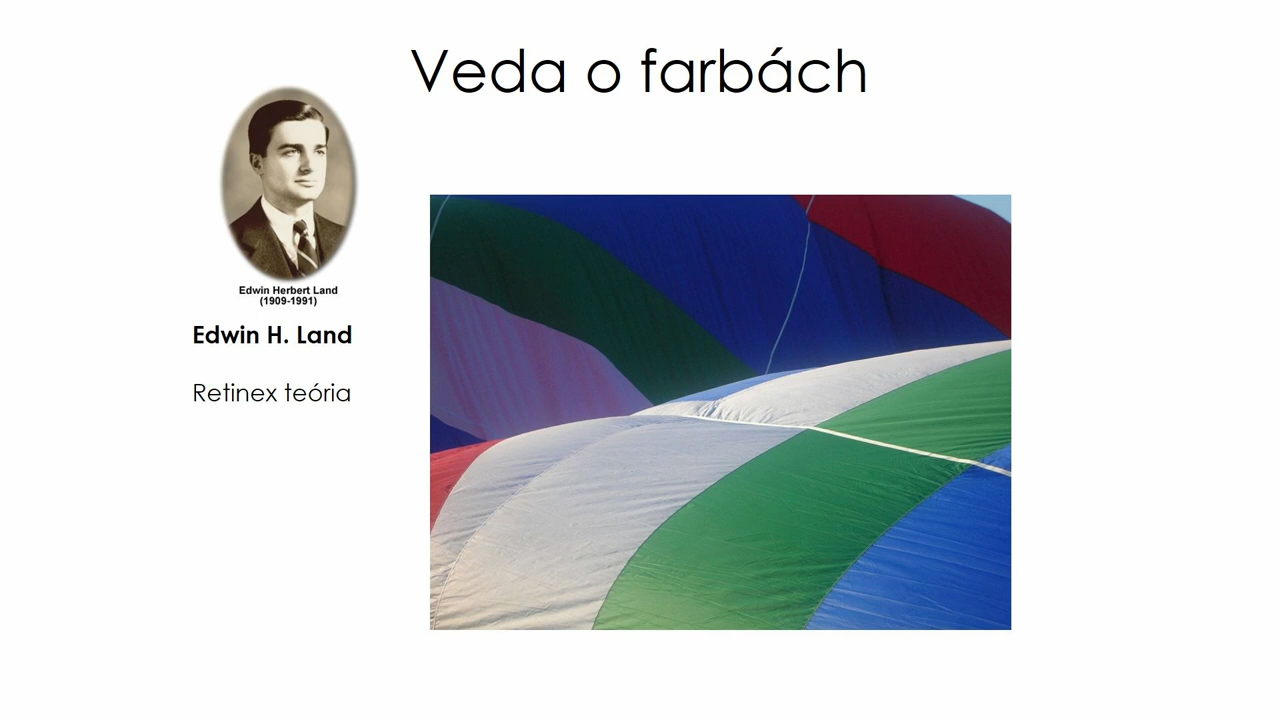 Veda o farbách
Edwin Herbert Land
(1909-1991)
Edwin H. Land
Retinex teória